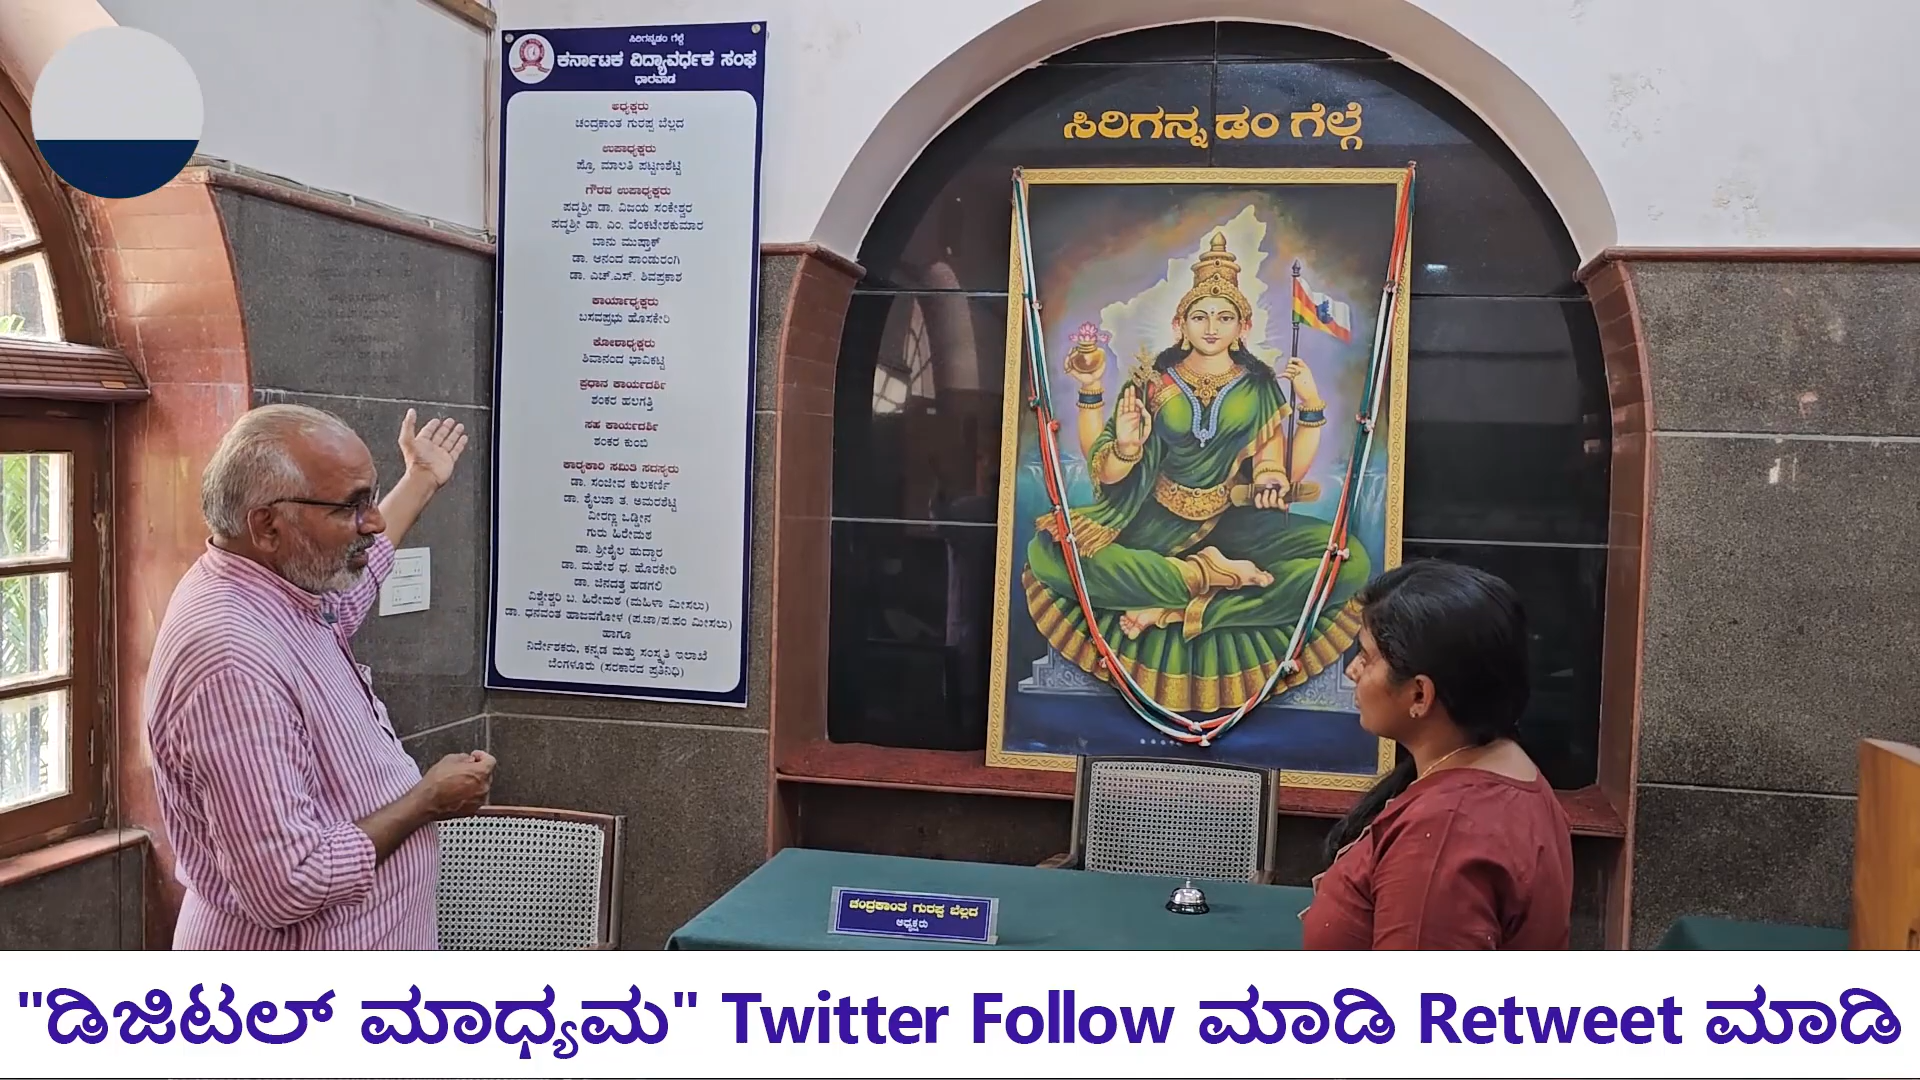 ಸಿರಿಗನ್ನಡಂ ಗೆಲ್ಗೆ
ಕರ್ನಾಟಕ ವಿದ್ಯಾವರ್ಧಕ ಸಂಘ
ಧಾರವಾಡ
ಅಧ್ಯಕ್ಷರು
ಚಂದ್ರಕಾಂತ ಗುರಪ್ಪ ಬೆಲ್ಲದ
ಉಪಾಧ್ಯಕ್ಷರು
ಪ್ರೊ. ಮಾಲತಿ ಪಟ್ಟಣಶೆಟ್ಟಿ
ಗೌರವ ಉಪಾಧ್ಯಕ್ಷರು
ಪದ್ಮಶ್ರೀ ಡಾ. ವಿಜಯ ಸಂಕೇಶ್ವರ
ಪದ್ಮಶ್ರೀ ಡಾ. ಎಂ. ವೆಂಕಟೇಶಕುಮಾರ
ಬಾನು ಮುಷ್ತಾಕ್
ಡಾ. ಆನಂದ ಪಾಂಡುರಂಗಿ
ಡಾ. ಎಚ್.ಎಸ್. ಶಿವಪ್ರಕಾಶ
ಕಾರ್ಯಾಧ್ಯಕ್ಷರು
ಬಸವಪ್ರಭು ಹೊಸಕೇರಿ
ಕೋಶಾಧ್ಯಕ್ಷರು
ಶಿವಾನಂದ ಭಾವಿಕಟ್ಟಿ
ಪ್ರಧಾನ ಕಾರ್ಯದರ್ಶಿ
ಶಂಕರ ಹಲಗತ್ತಿ
ಸಹ ಕಾರ್ಯದರ್ಶಿ
ಶಂಕರ ಕುಂಬಿ
ಕಾರ್‍ಯಕಾರಿ ಸಮಿತಿ ಸದಸ್ಯರು
ಡಾ. ಸಂಜೀವ ಕುಲಕರ್ಣಿ
ಡಾ. ಶೈಲಜಾ ತ. ಅಮರಶೆಟ್ಟಿ
ವೀರಣ್ಣ ಒಡ್ಡೀನ
ಗುರು ಹಿರೇಮಠ
ಡಾ. ಶ್ರೀಶೈಲ ಹುದ್ದಾರ
ಡಾ. ಮಹೇಶ ಧ. ಹೊರಕೇರಿ
ಡಾ. ಜಿನದತ್ತ ಹಡಗಲಿ
ವಿಶ್ವೇಶ್ವರಿ ಬ. ಹಿರೇಮಠ (ಮಹಿಳಾ ಮೀಸಲು)
ಡಾ. ಧನವಂತ ಹಾಜವಗೋಳ (ಪ.ಜಾ/ಪ.ಪಂ ಮೀಸಲು)
ಹಾಗೂ
ನಿರ್ದೇಶಕರು, ಕನ್ನಡ ಮತ್ತು ಸಂಸ್ಕೃತಿ ಇಲಾಖೆ
ಬೆಂಗಳೂರು (ಸರಕಾರದ ಪ್ರತಿನಿಧಿ)
ಸಿರಿಗನ್ನಡಂ ಗೆಲ್ಗೆ
ಚಂದ್ರಕಾಂತ ಗುರಪ್ಪ ಬೆಲ್ಲದ
ಅಧ್ಯಕ್ಷರು
"ಡಿಜಿಟಲ್ ಮಾಧ್ಯಮ" Twitter Follow ಮಾಡಿ Retweet ಮಾಡಿ